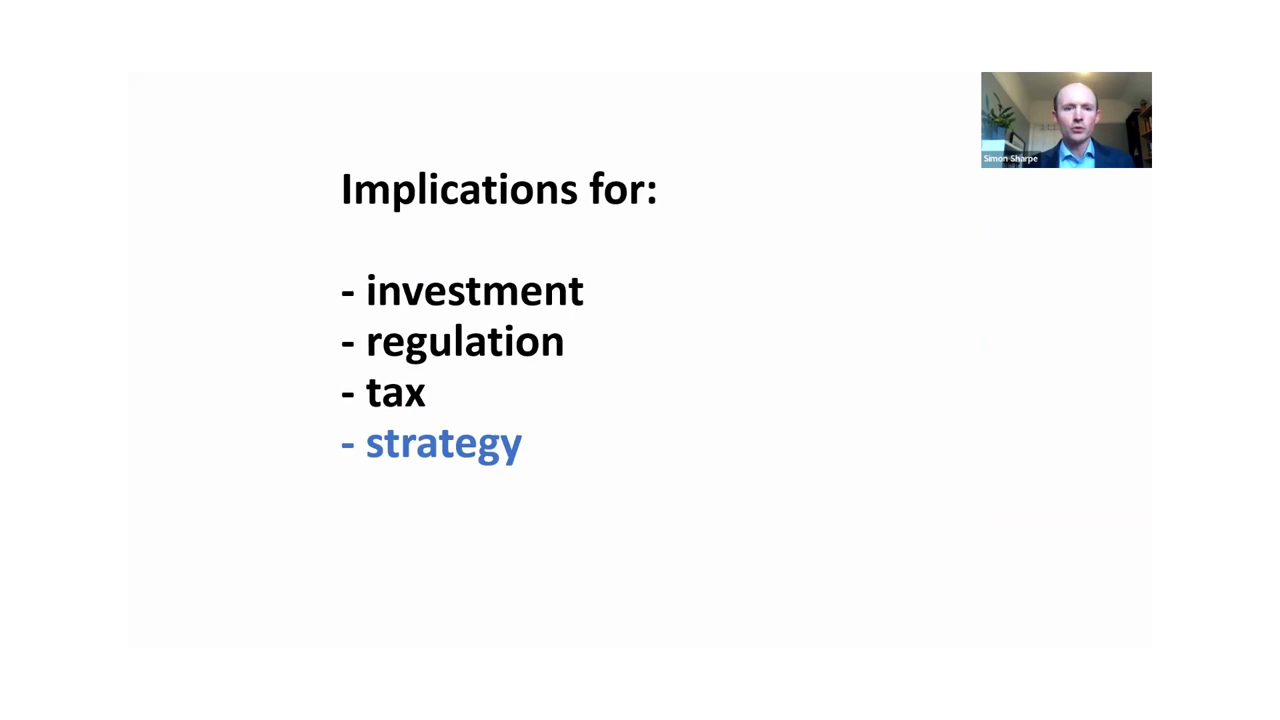 Simon Sharpe
Implications for:
- investment
- regulation
- tax
- strategy